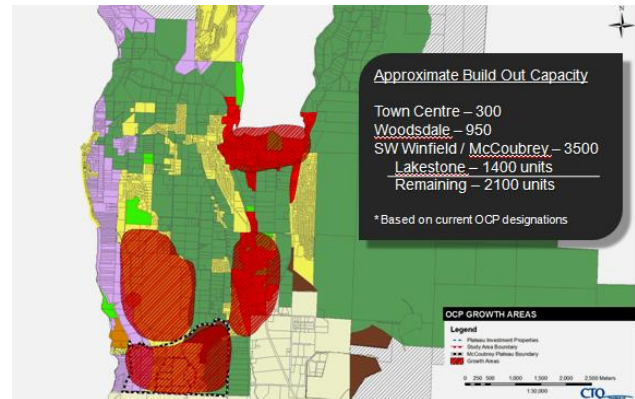 N
Approximate Build Out Capacity
Town Centre – 300
Woodsdale – 950
SW Winfield / McCoubrey – 3500
Lakestone – 1400 units
Remaining – 2100 units
* Based on current OCP designations
OCP GROWTH AREAS
Legend
Plateau Investment Properties
Study Area Boundary
McCoubrey Plateau Boundary
Growth Areas
0 250 500 1,000 1,500 2,000 2,500 Meters
1:30,000
CTQ